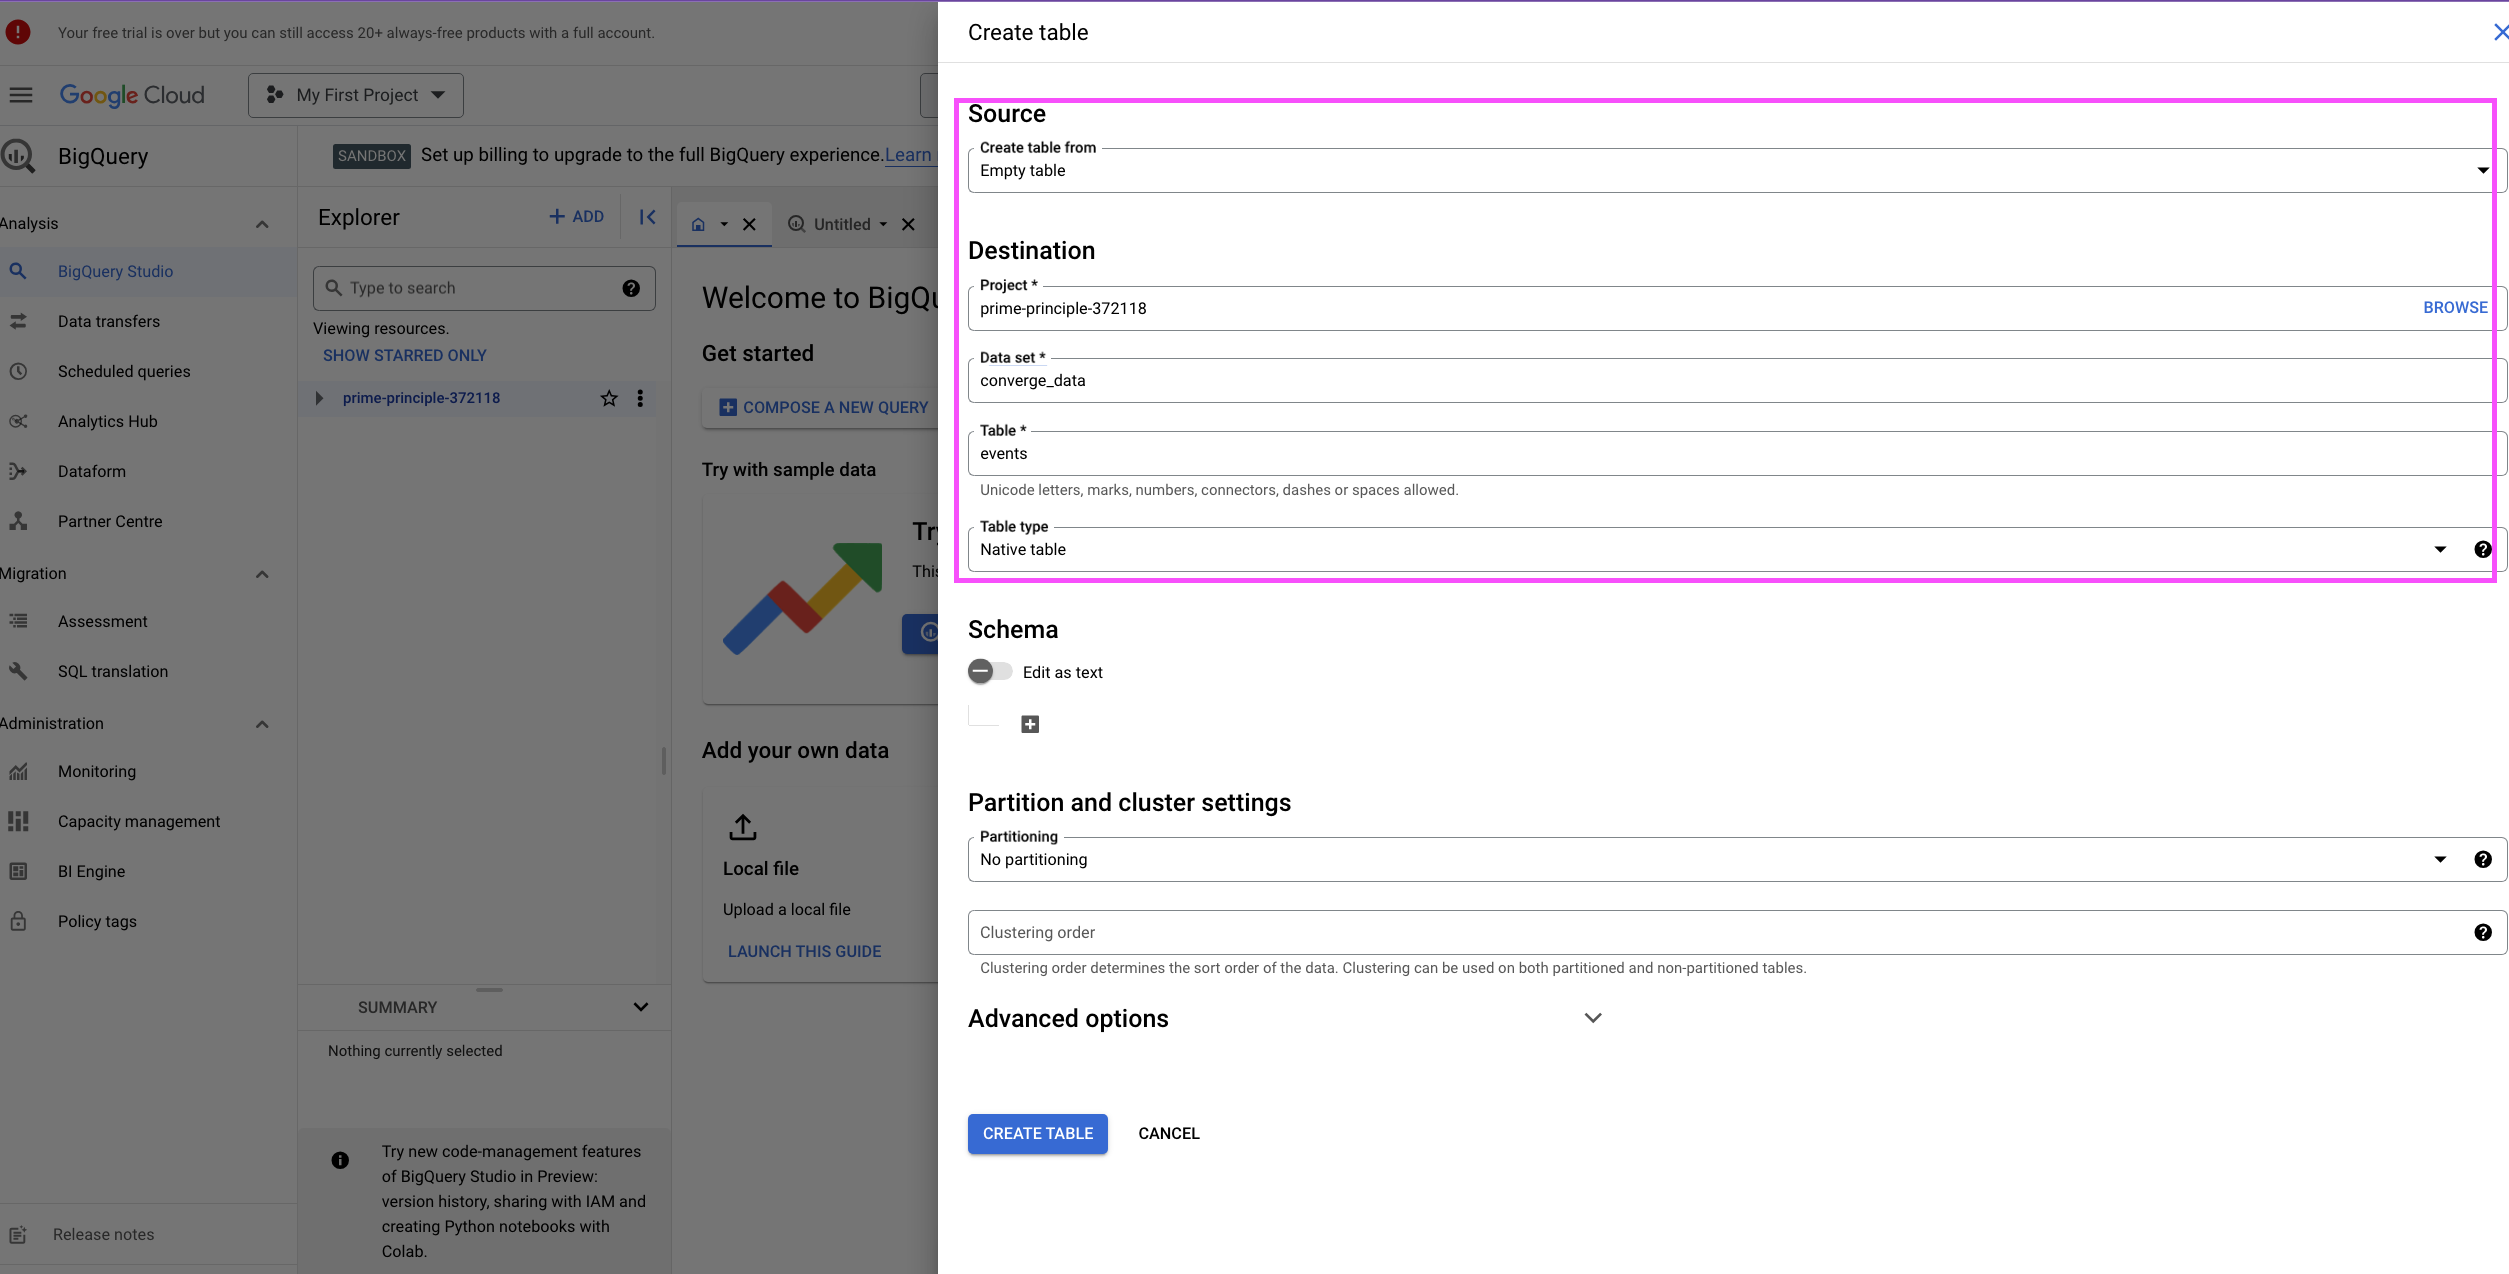 Your free trial is over but you can still access 20+ always-free products with a full account.
Google Cloud
My First Project
BigQuery
SANDBOX Set up billing to upgrade to the full BigQuery experience. Learn
Analysis
BigQuery Studio
Data transfers
Scheduled queries
Analytics Hub
Dataform
Partner Centre
Migration
Assessment
SQL translation
Administration
Monitoring
Capacity management
BI Engine
Policy tags
Release notes
Explorer
ADD
Type to search
Viewing resources.
SHOW STARRED ONLY
prime-principle-372118
SUMMARY
Nothing currently selected
Try new code-management features
of BigQuery Studio in Preview:
version history, sharing with IAM and
creating Python notebooks with
Colab.
Untitled
Welcome to BigQu
Get started
COMPOSE A NEW QUERY
Try with sample data
Try
This
Add your own data
Local file
Upload a local file
LAUNCH THIS GUIDE
Create table
Source
Create table from
Empty table
Destination
Project *
prime-principle-372118
BROWSE
Data set *
converge_data
Table *
events
Unicode letters, marks, numbers, connectors, dashes or spaces allowed.
Table type
Native table
Schema
Edit as text
Partition and cluster settings
Partitioning
No partitioning
Clustering order
Clustering order determines the sort order of the data. Clustering can be used on both partitioned and non-partitioned tables.
Advanced options
CREATE TABLE
CANCEL